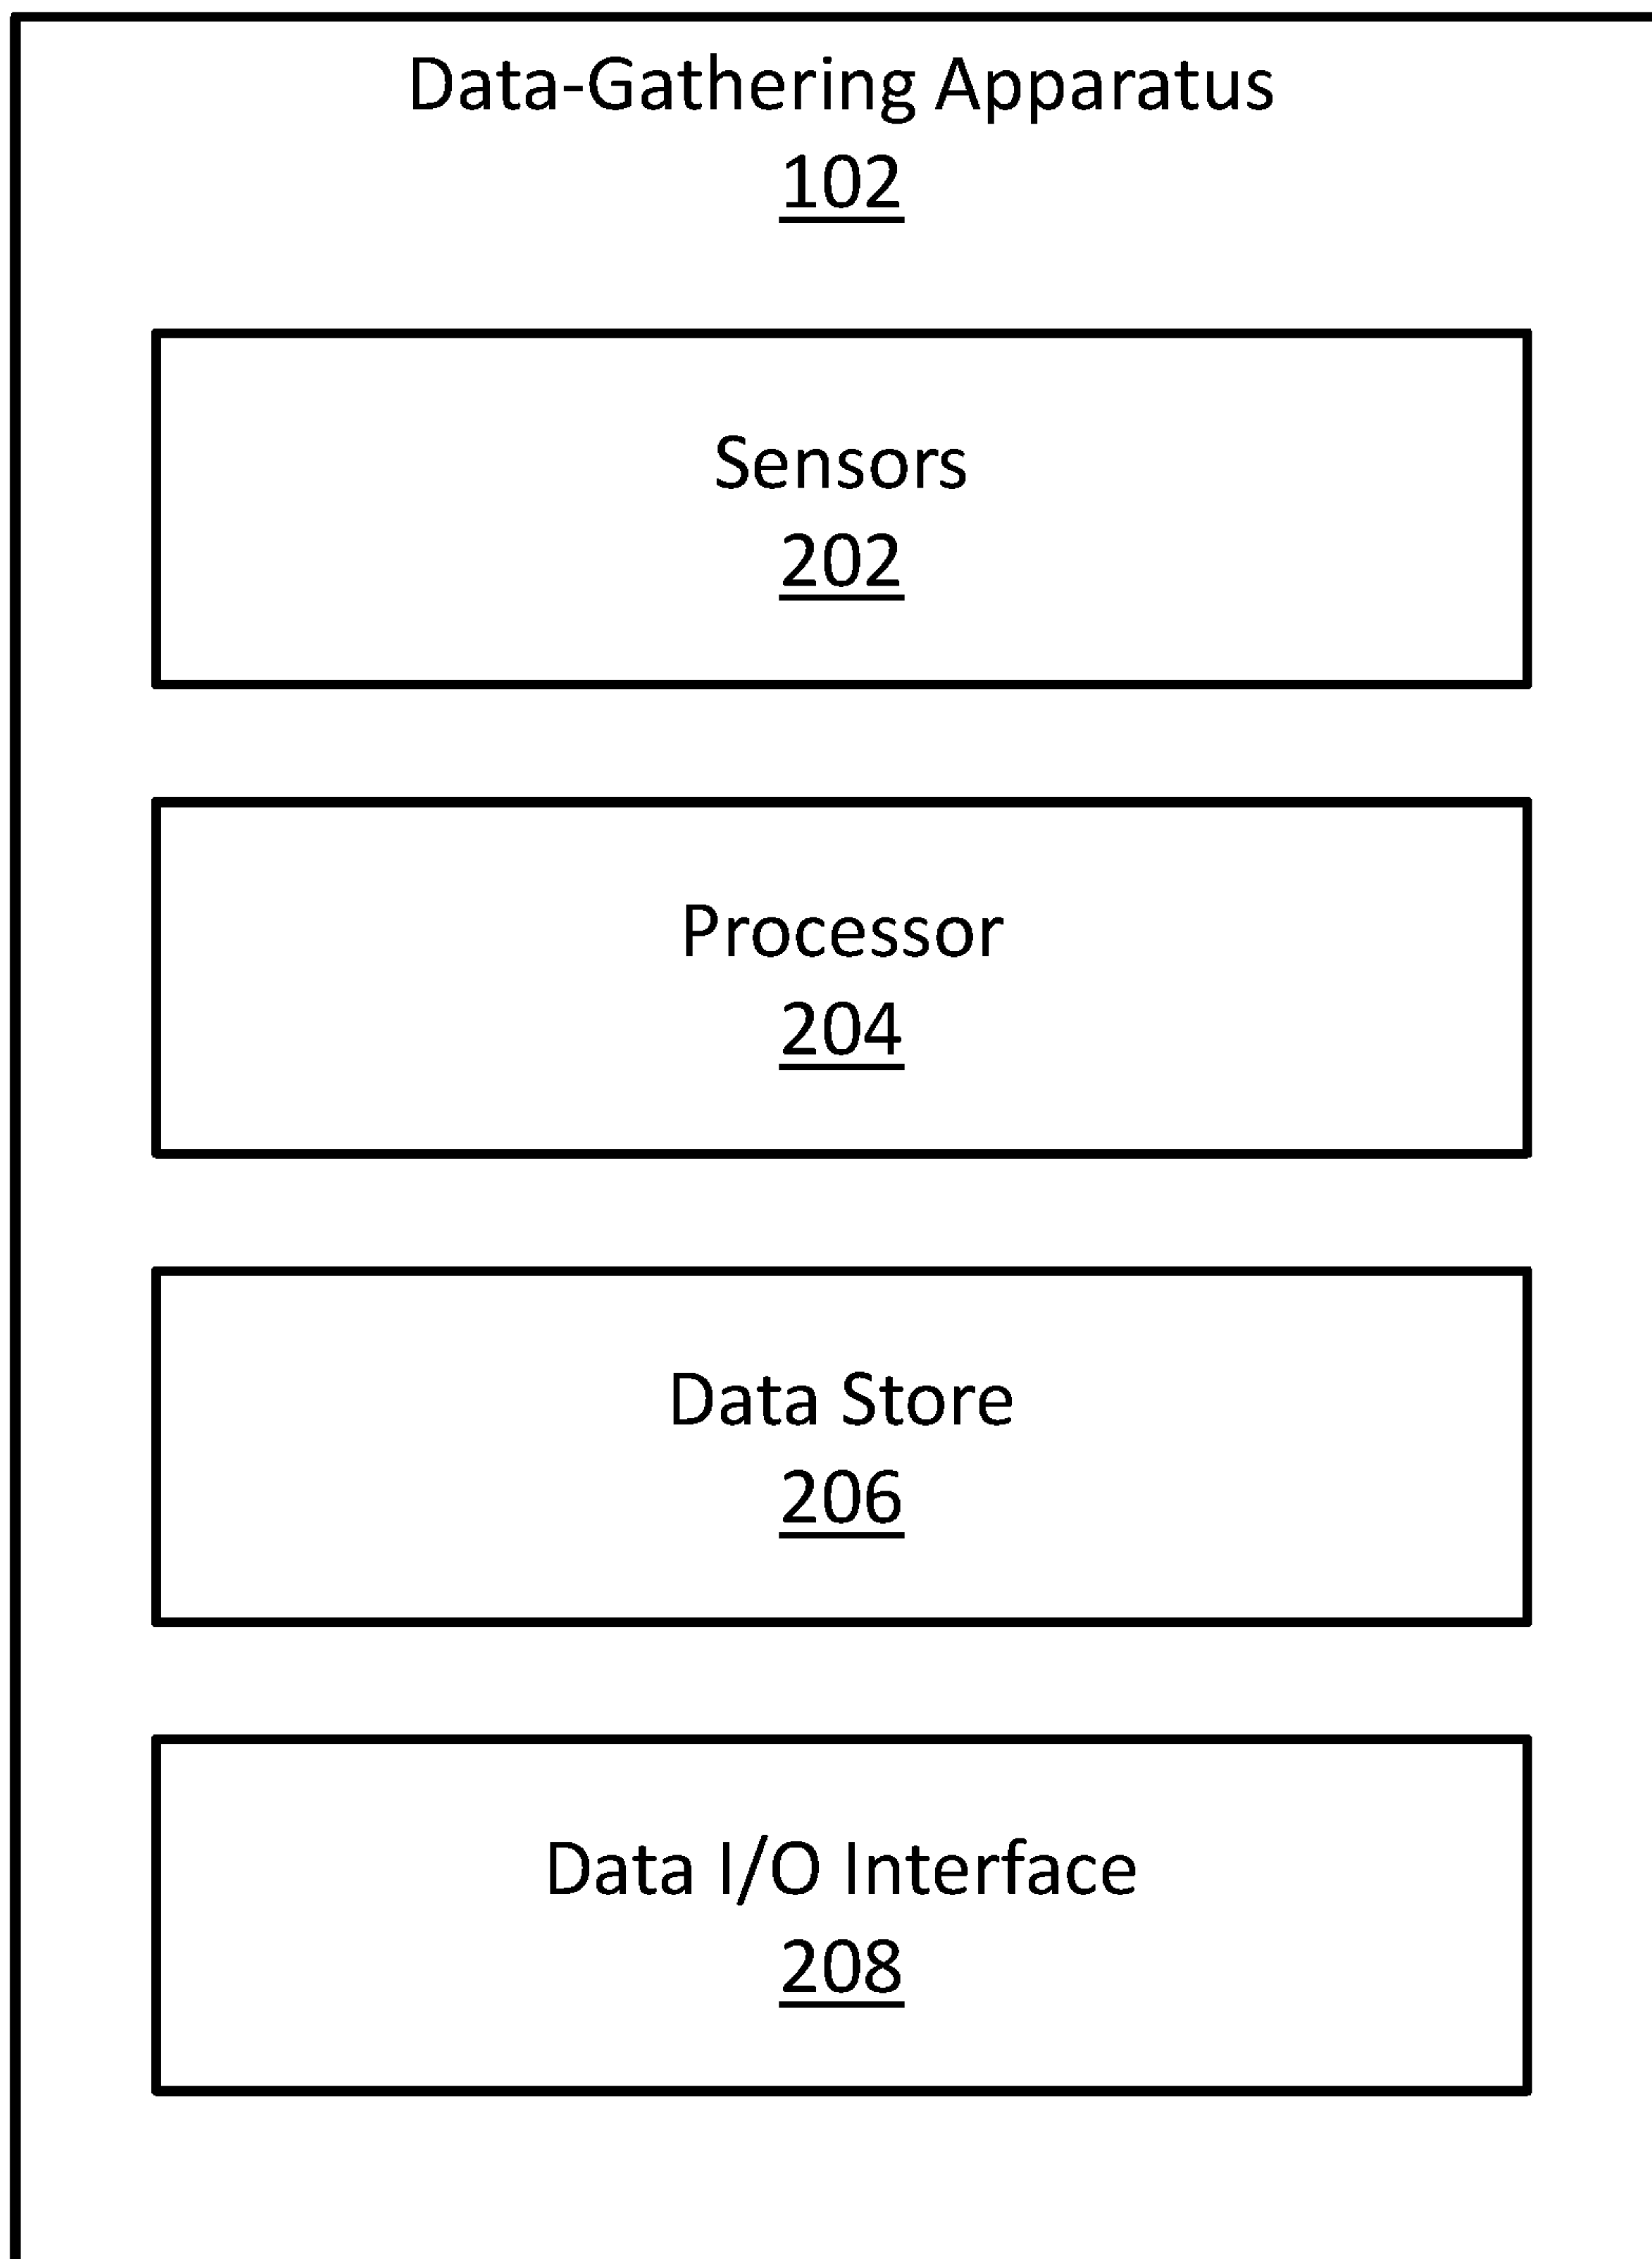 Data-Gathering Apparatus
102
Sensors
202
Processor
204
Data Store
206
Data I/O Interface
208